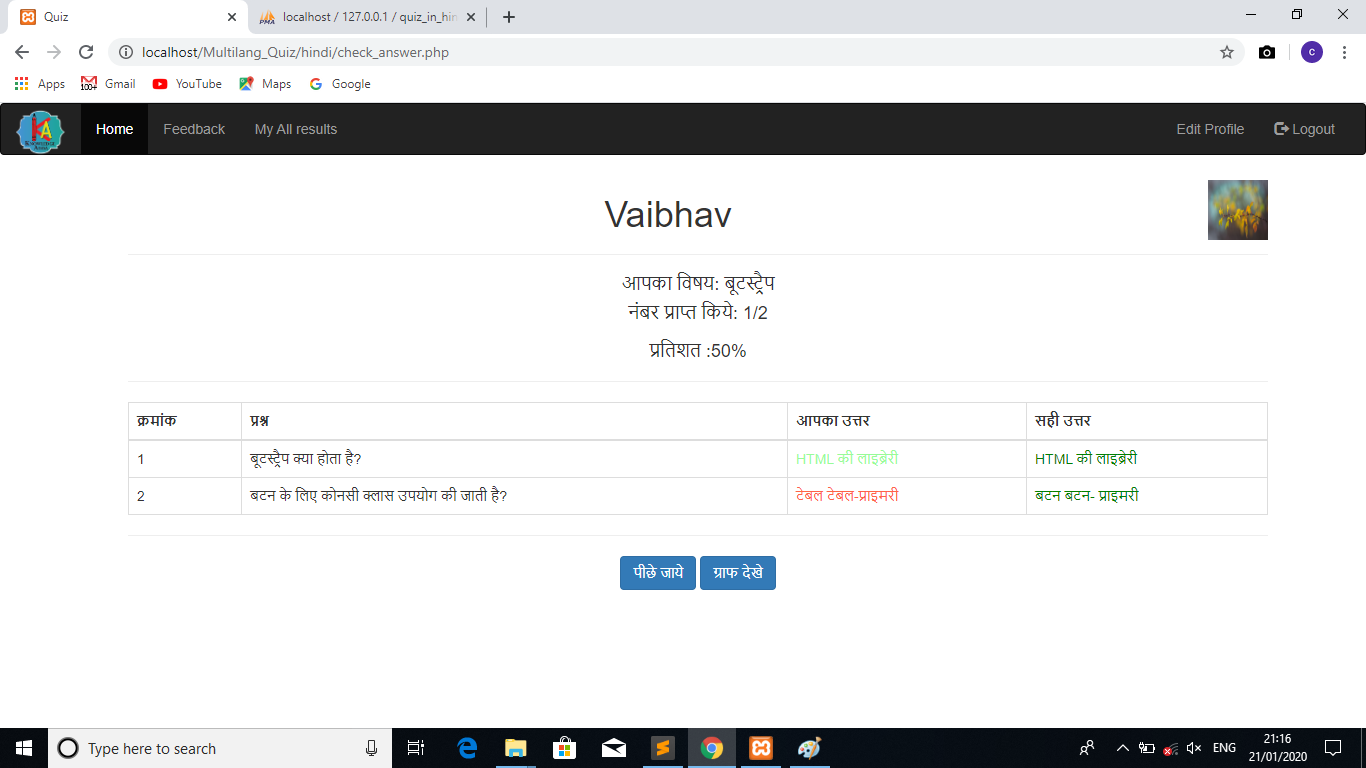 Quiz
localhost / 127.0.0.1 / quiz_in_hin
localhost/Multilang_Quiz/hindi/check_answer.php
c
Apps 100+ Gmail YouTube Maps Google
KA KNOWLEDGE Home Feedback My All results Edit Profile Logout
Vaibhav
आपका विषय: बूटस्ट्रैप
नंबर प्राप्त किये: 1/2
प्रतिशत :50%
क्रमांक प्रश्न आपका उत्तर सही उत्तर
1 बूटस्ट्रैप क्या होता है? HTML की लाइब्रेरी HTML की लाइब्रेरी
2 बटन के लिए कोनसी क्लास उपयोग की जाती है? टेबल टेबल-प्राइमरी बटन बटन- प्राइमरी
पीछे जाये ग्राफ देखे
Type here to search ENG 21:16
21/01/2020